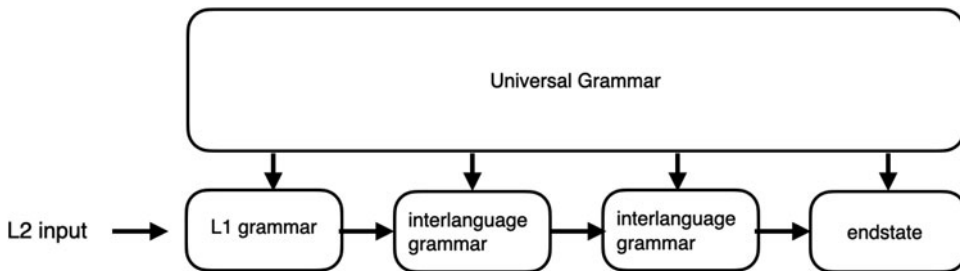 Universal Grammar
L2 input
L1 grammar
interlanguage
grammar
interlanguage
grammar
endstate